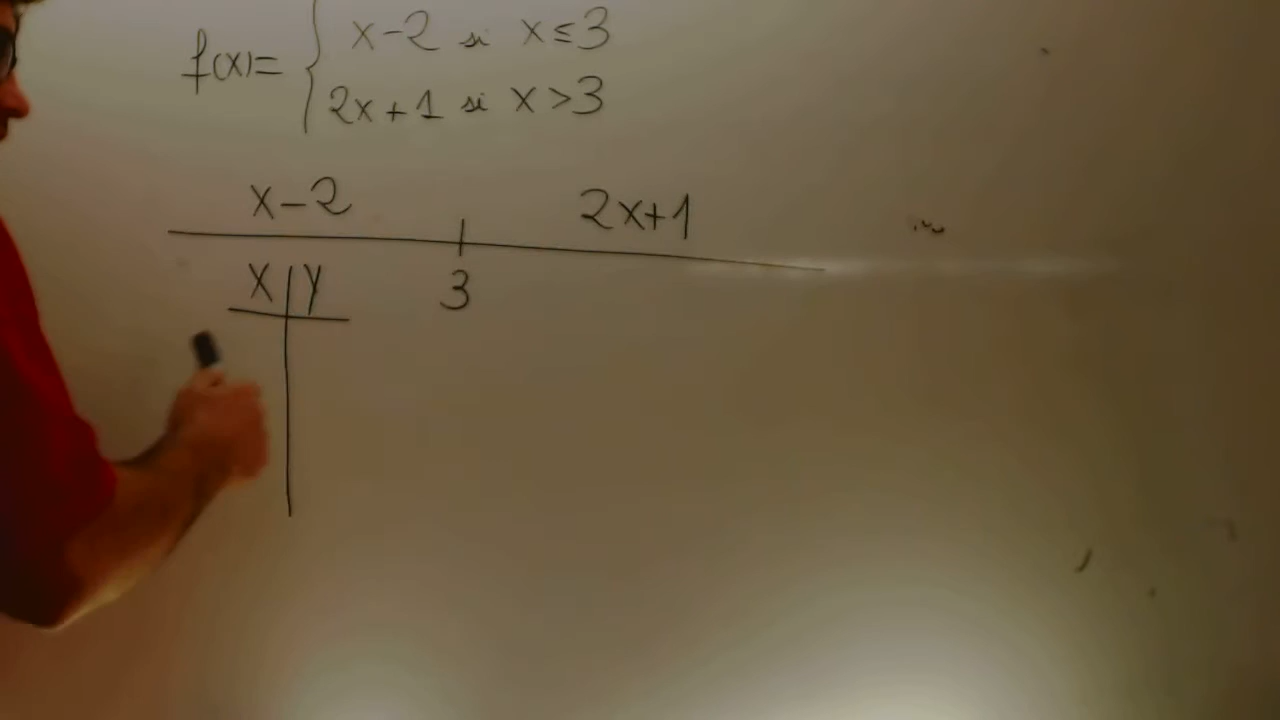 f(x)= { x-2 si x≤3
2x+1 si x>3
x-2 2x+1
x y 3